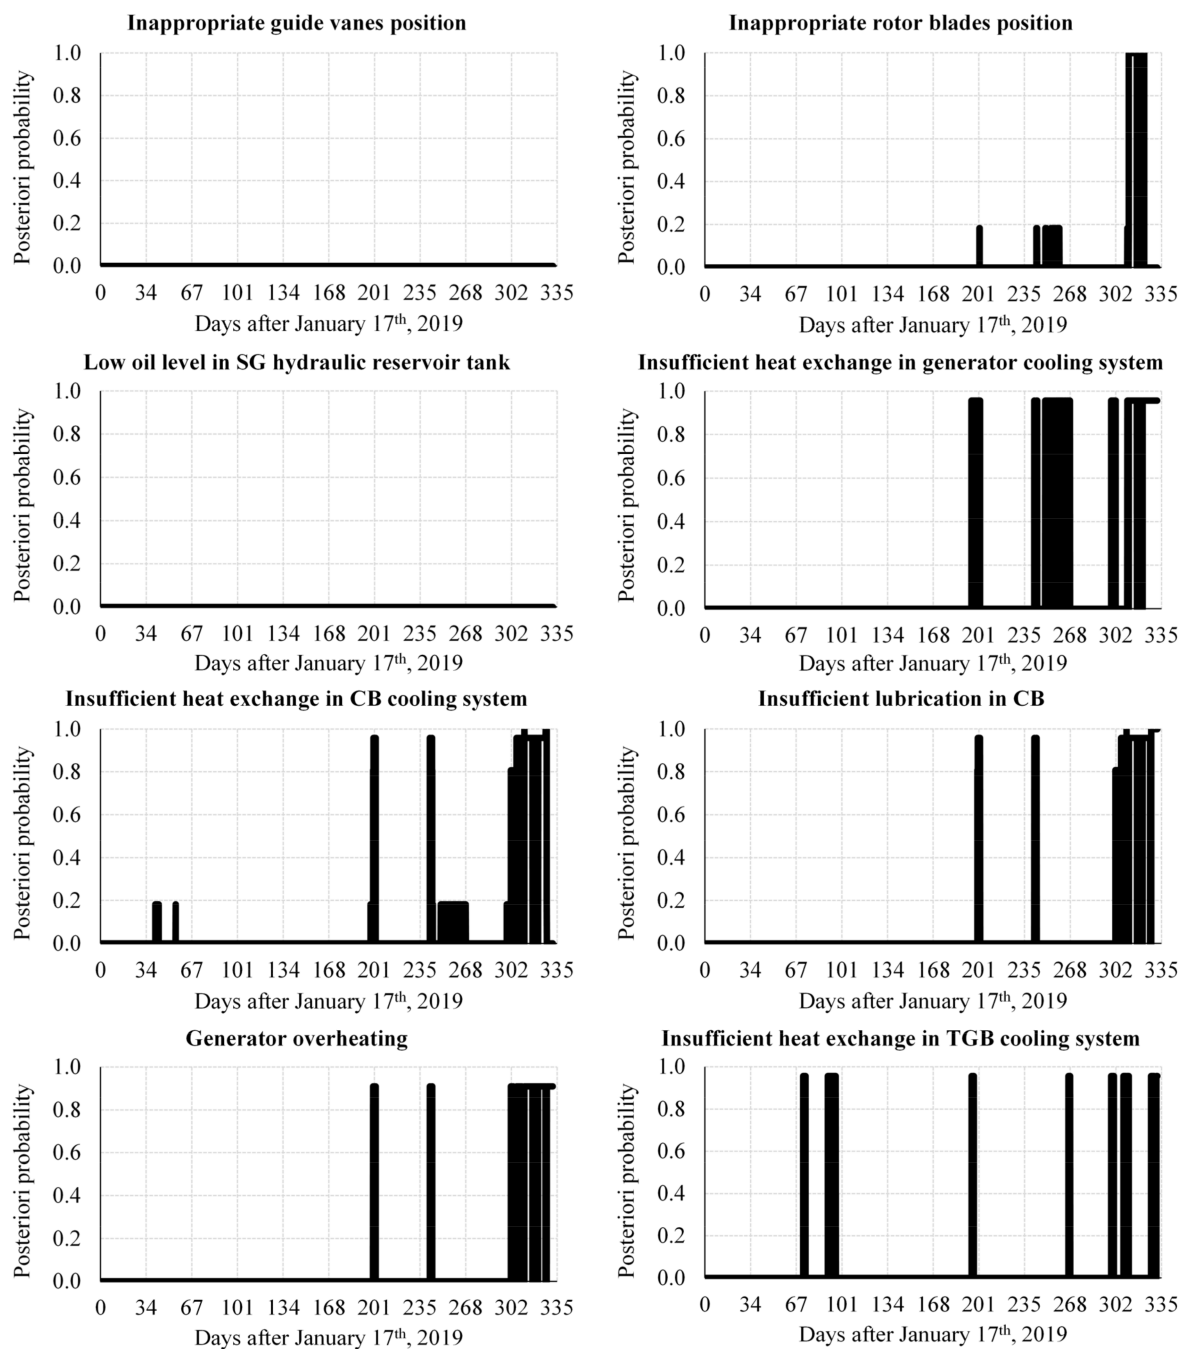 Inappropriate guide vanes position
Posteriori probability
1.0
0.8
0.6
0.4
0.2
0.0
0 34 67 101 134 168 201 235 268 302 335
Days after January 17th, 2019
Inappropriate rotor blades position
Posteriori probability
1.0
0.8
0.6
0.4
0.2
0.0
0 34 67 101 134 168 201 235 268 302 335
Days after January 17th, 2019
Low oil level in SG hydraulic reservoir tank
Posteriori probability
1.0
0.8
0.6
0.4
0.2
0.0
0 34 67 101 134 168 201 235 268 302 335
Days after January 17th, 2019
Insufficient heat exchange in generator cooling system
Posteriori probability
1.0
0.8
0.6
0.4
0.2
0.0
0 34 67 101 134 168 201 235 268 302 335
Days after January 17th, 2019
Insufficient heat exchange in CB cooling system
Posteriori probability
1.0
0.8
0.6
0.4
0.2
0.0
0 34 67 101 134 168 201 235 268 302 335
Days after January 17th, 2019
Insufficient lubrication in CB
Posteriori probability
1.0
0.8
0.6
0.4
0.2
0.0
0 34 67 101 134 168 201 235 268 302 335
Days after January 17th, 2019
Generator overheating
Posteriori probability
1.0
0.8
0.6
0.4
0.2
0.0
0 34 67 101 134 168 201 235 268 302 335
Days after January 17th, 2019
Insufficient heat exchange in TGB cooling system
Posteriori probability
1.0
0.8
0.6
0.4
0.2
0.0
0 34 67 101 134 168 201 235 268 302 335
Days after January 17th, 2019